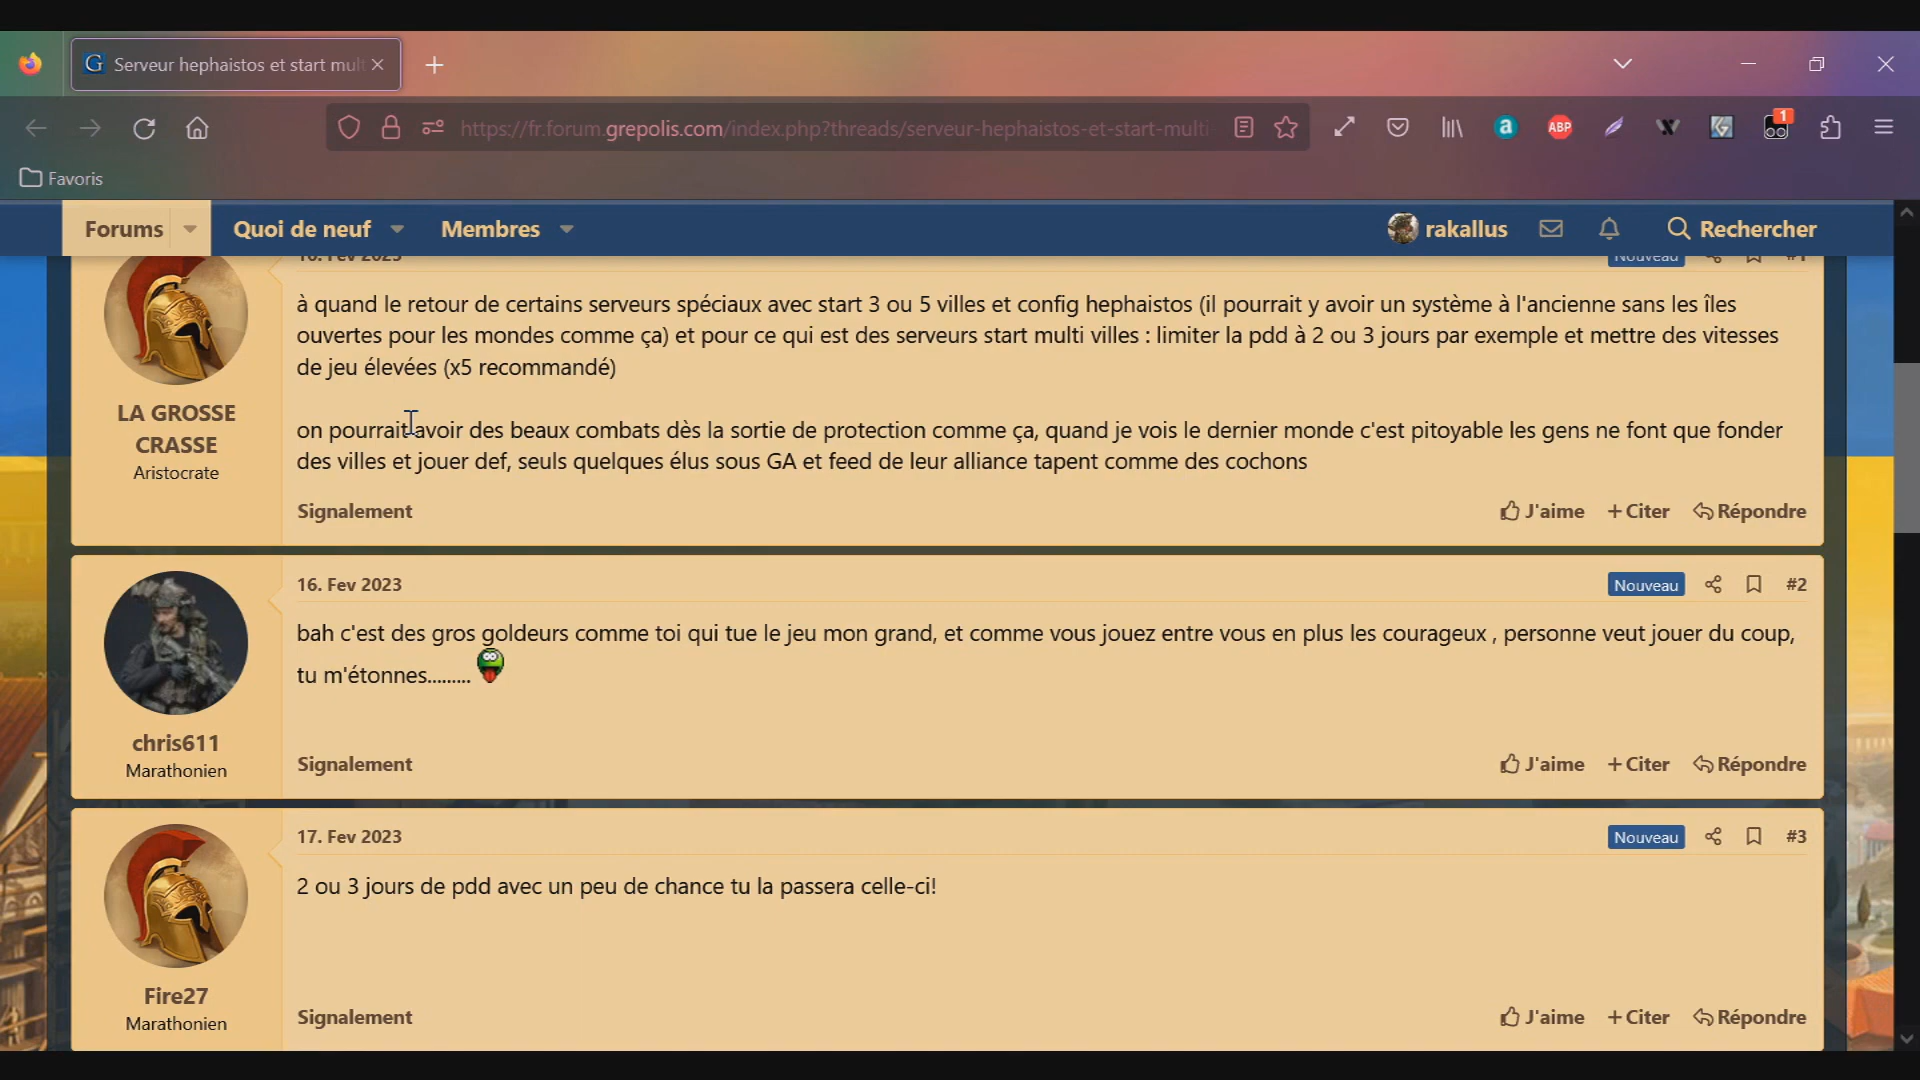 Serveur hephaistos et start mul
https://fr.forum.grepolis.com/index.php?threads/serveur-hephaistos-et-start-multi
ABP
1
Favoris
Forums
Quoi de neuf
Membres
rakallus
Rechercher
16. Fev 2023
Nouveau
#1
à quand le retour de certains serveurs spéciaux avec start 3 ou 5 villes et config hephaistos (il pourrait y avoir un système à l'ancienne sans les îles
ouvertes pour les mondes comme ça) et pour ce qui est des serveurs start multi villes : limiter la pdd à 2 ou 3 jours par exemple et mettre des vitesses
de jeu élevées (x5 recommandé)
on pourrait avoir des beaux combats dès la sortie de protection comme ça, quand je vois le dernier monde c'est pitoyable les gens ne font que fonder
des villes et jouer def, seuls quelques élus sous GA et feed de leur alliance tapent comme des cochons
LA GROSSE
CRASSE
Aristocrate
Signalement
J'aime
+Citer
Répondre
16. Fev 2023
Nouveau
#2
bah c'est des gros goldeurs comme toi qui tue le jeu mon grand, et comme vous jouez entre vous en plus les courageux , personne veut jouer du coup,
tu m'étonnes.........
chris611
Marathonien
Signalement
J'aime
+Citer
Répondre
17. Fev 2023
Nouveau
#3
2 ou 3 jours de pdd avec un peu de chance tu la passera celle-ci!
Fire27
Marathonien
Signalement
J'aime
+Citer
Répondre